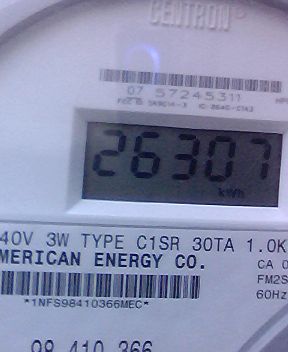 CENTRON®
07 57245311
26307
kWh
40V 3W TYPE C1SR 30TA 1.0K
MERICAN ENERGY CO.
CA 0
FM2S
60Hz
*1NFS98410366MEC*
98 410 366